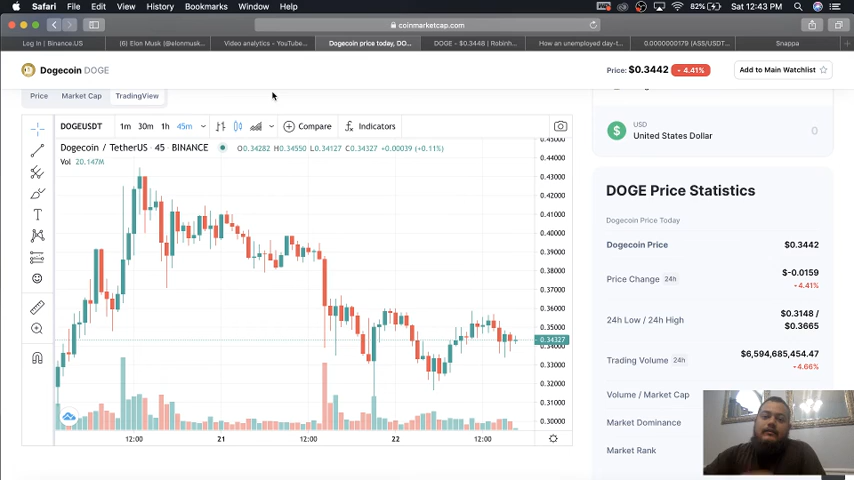 Safari File Edit View History Bookmarks Window Help
82% Sat 12:43 PM
coinmarketcap.com
Log In | Binance.US
(6) Elon Musk (@elonmusk...
Video analytics - YouTube...
Dogecoin price today, DO...
DOGE - $0.3448 | Robinh...
How an unemployed day-t...
0.0000000179 (ASS/USDT...
Snappa
Dogecoin DOGE
Price: $0.3442
4.41%
Add to Main Watchlist
Price Market Cap TradingView
DOGEUSDT 1m 30m 1h 45m Compare Indicators
Dogecoin / TetherUS · 45 · BINANCE
O0.34282 H0.34550 L0.34127 C0.34327 +0.00039 (+0.11%)
Vol 20.147M
0.43000
0.42000
0.41000
0.40000
0.39000
0.38000
0.37000
0.36000
0.35000
0.34327
0.33000
0.32000
0.31000
0.30000
12:00 21 12:00 22 12:00
USD
United States Dollar
0
DOGE Price Statistics
Dogecoin Price Today
Dogecoin Price
$0.3442
Price Change 24h
$-0.0159
4.41%
24h Low / 24h High
$0.3148 /
$0.3665
Trading Volume 24h
$6,594,685,454.47
4.66%
Volume / Market Cap
Market Dominance
Market Rank